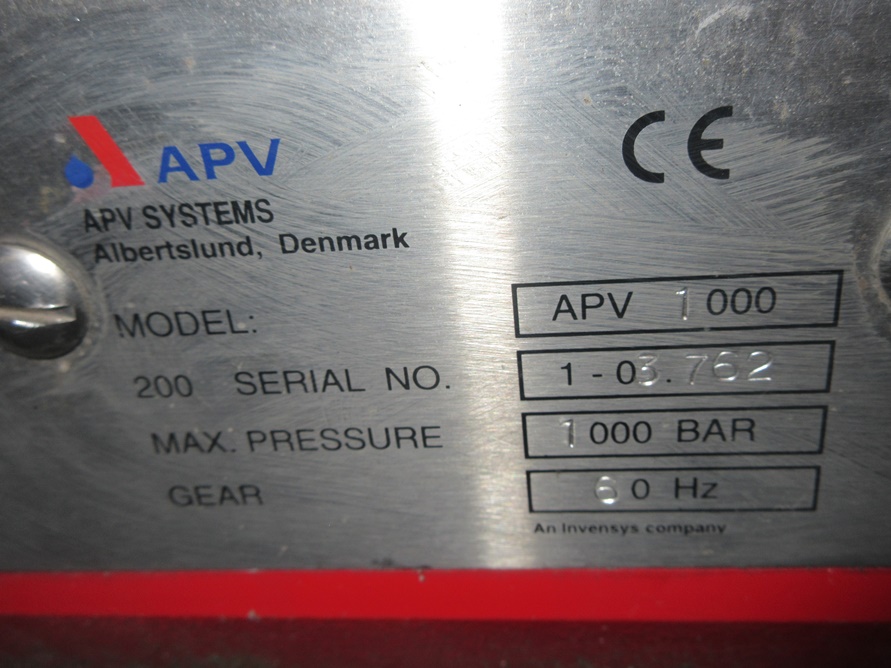 APV
CE
APV SYSTEMS
Albertslund, Denmark
MODEL: APV 1000
200 SERIAL NO. 1-03.762
MAX. PRESSURE 1000 BAR
GEAR 60 Hz
An Invensys company